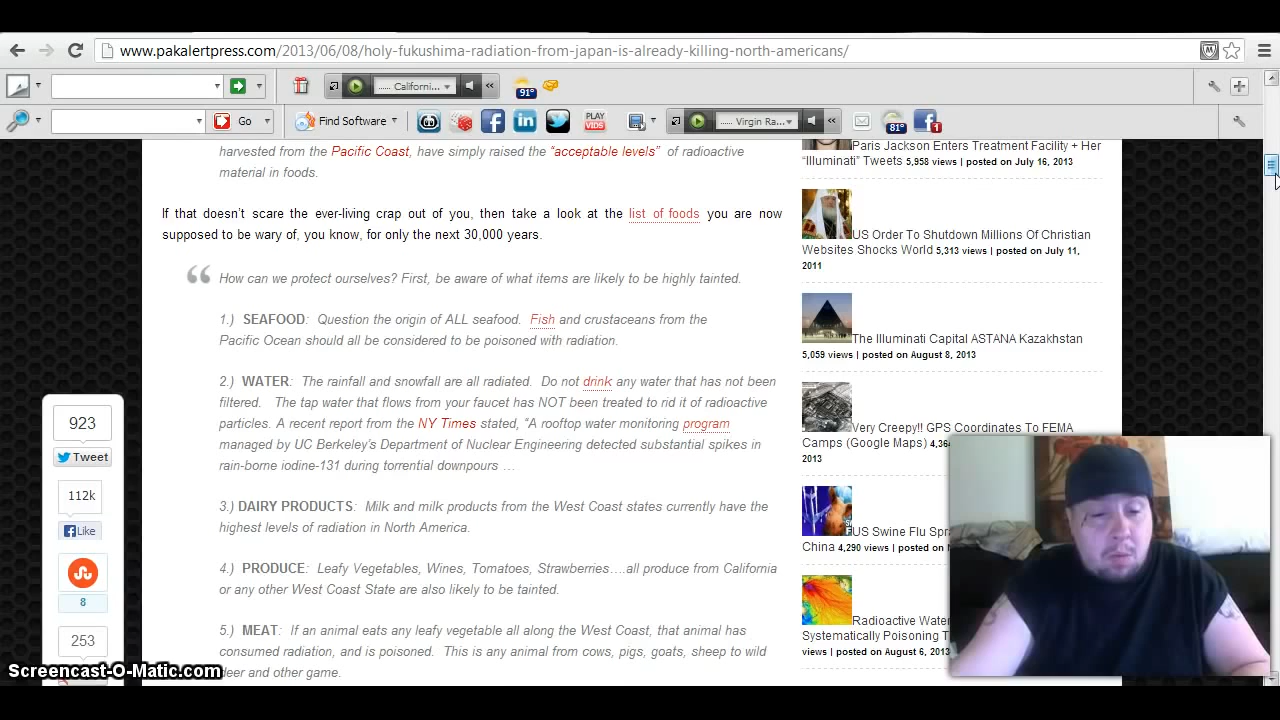 www.pakalertpress.com/2013/06/08/holy-fukushima-radiation-from-japan-is-already-killing-north-americans/
..... Californi...
91°
Go
Find Software
PLAY
VIDS
..... Virgin Ra...
81°
1
harvested from the Pacific Coast, have simply raised the “acceptable levels” of radioactive
material in foods.
If that doesn’t scare the ever-living crap out of you, then take a look at the list of foods you are now
supposed to be wary of, you know, for only the next 30,000 years.
How can we protect ourselves? First, be aware of what items are likely to be highly tainted.
1.) SEAFOOD: Question the origin of ALL seafood. Fish and crustaceans from the
Pacific Ocean should all be considered to be poisoned with radiation.
2.) WATER: The rainfall and snowfall are all radiated. Do not drink any water that has not been
filtered. The tap water that flows from your faucet has NOT been treated to rid it of radioactive
particles. A recent report from the NY Times stated, “A rooftop water monitoring program
managed by UC Berkeley’s Department of Nuclear Engineering detected substantial spikes in
rain-borne iodine-131 during torrential downpours …
3.) DAIRY PRODUCTS: Milk and milk products from the West Coast states currently have the
highest levels of radiation in North America.
4.) PRODUCE: Leafy Vegetables, Wines, Tomatoes, Strawberries….all produce from California
or any other West Coast State are also likely to be tainted.
5.) MEAT: If an animal eats any leafy vegetable all along the West Coast, that animal has
consumed radiation, and is poisoned. This is any animal from cows, pigs, goats, sheep to wild
deer and other game.
923
Tweet
112k
Like
8
253
Paris Jackson Enters Treatment Facility + Her
“Illuminati” Tweets 5,958 views | posted on July 16, 2013
US Order To Shutdown Millions Of Christian
Websites Shocks World 5,313 views | posted on July 11,
2011
The Illuminati Capital ASTANA Kazakhstan
5,059 views | posted on August 8, 2013
Very Creepy!! GPS Coordinates To FEMA
Camps (Google Maps) 4,36
2013
US Swine Flu Spr
China 4,290 views | posted on
Radioactive Water
Systematically Poisoning T
views | posted on August 6, 2013
Screencast-O-Matic.com